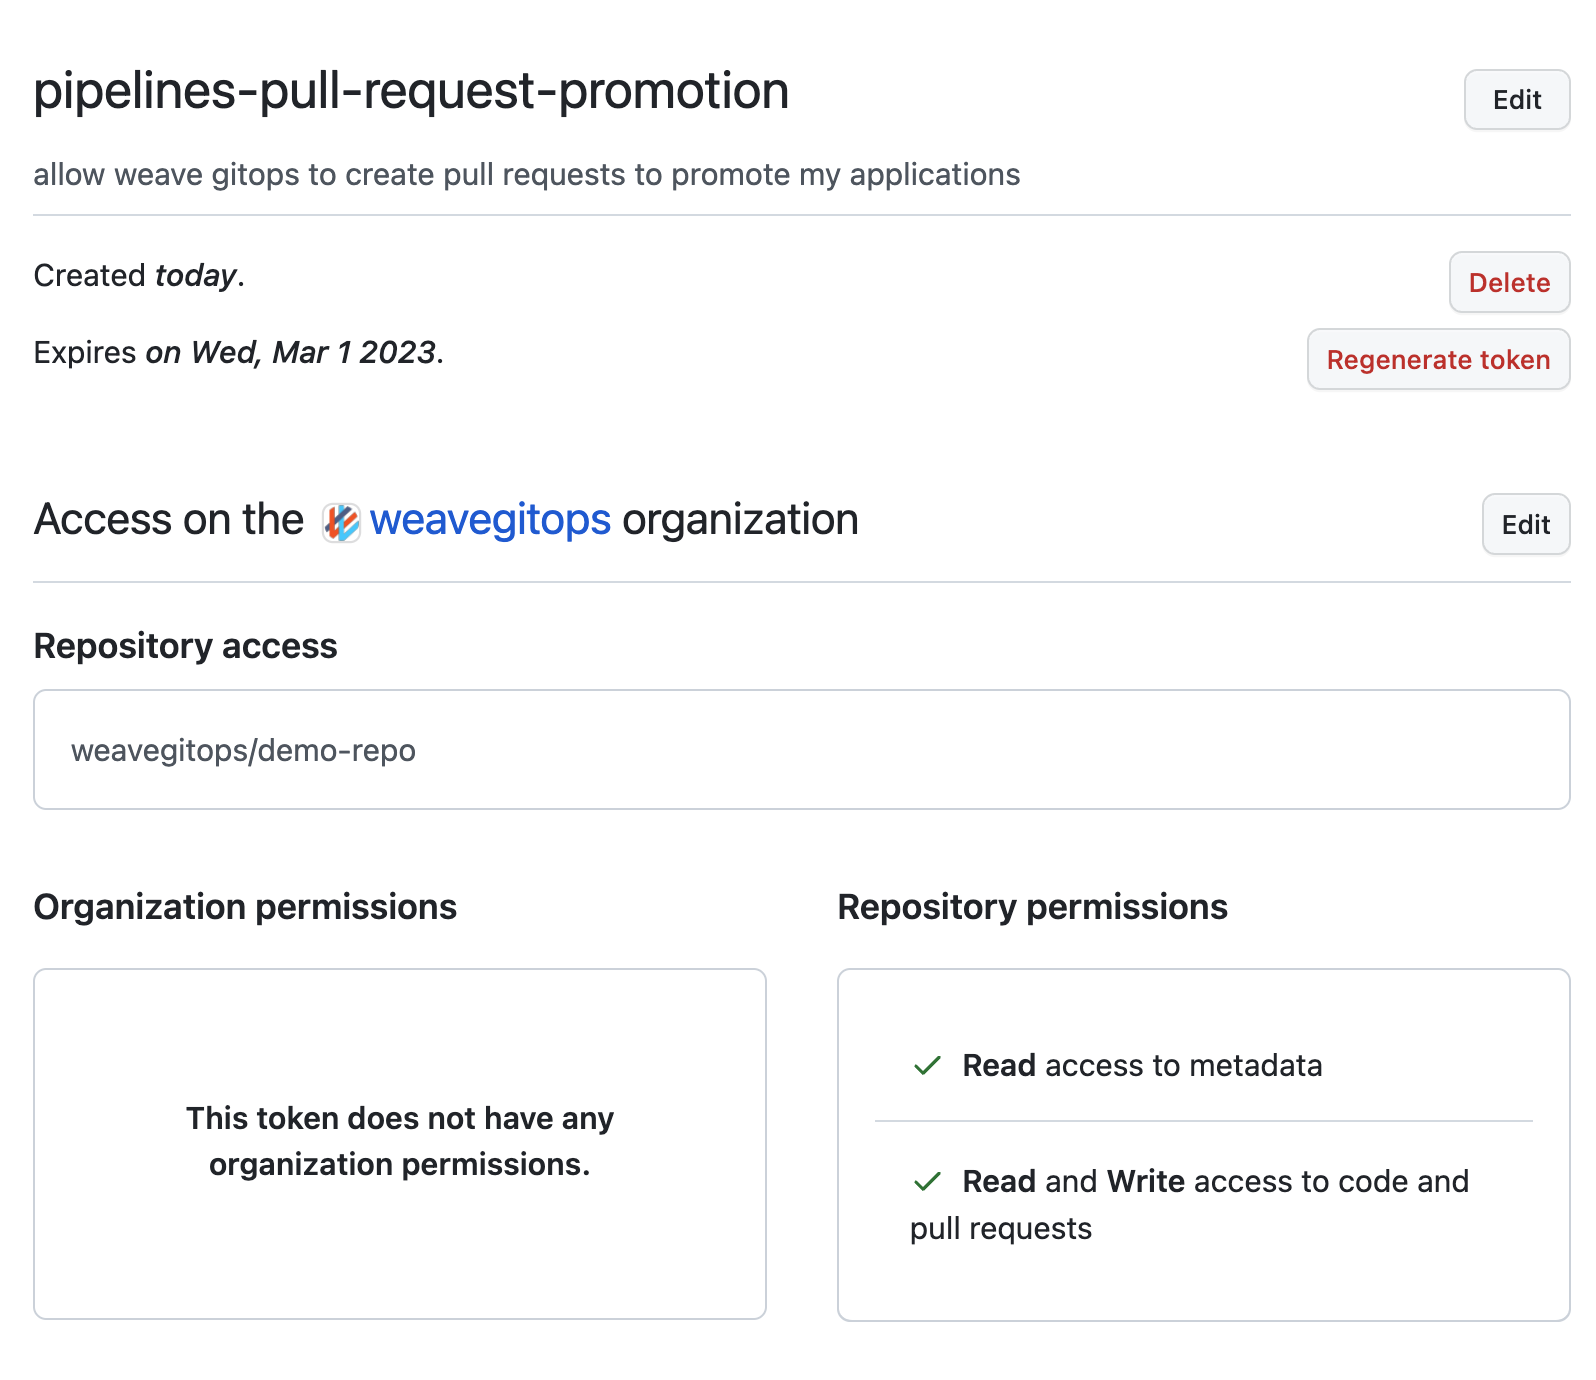 pipelines-pull-request-promotion
Edit
allow weave gitops to create pull requests to promote my applications
Created today.
Delete
Expires on Wed, Mar 1 2023.
Regenerate token
Access on the weavegitops organization
Edit
Repository access
weavegitops/demo-repo
Organization permissions
This token does not have any
organization permissions.
Repository permissions
Read access to metadata
Read and Write access to code and
pull requests